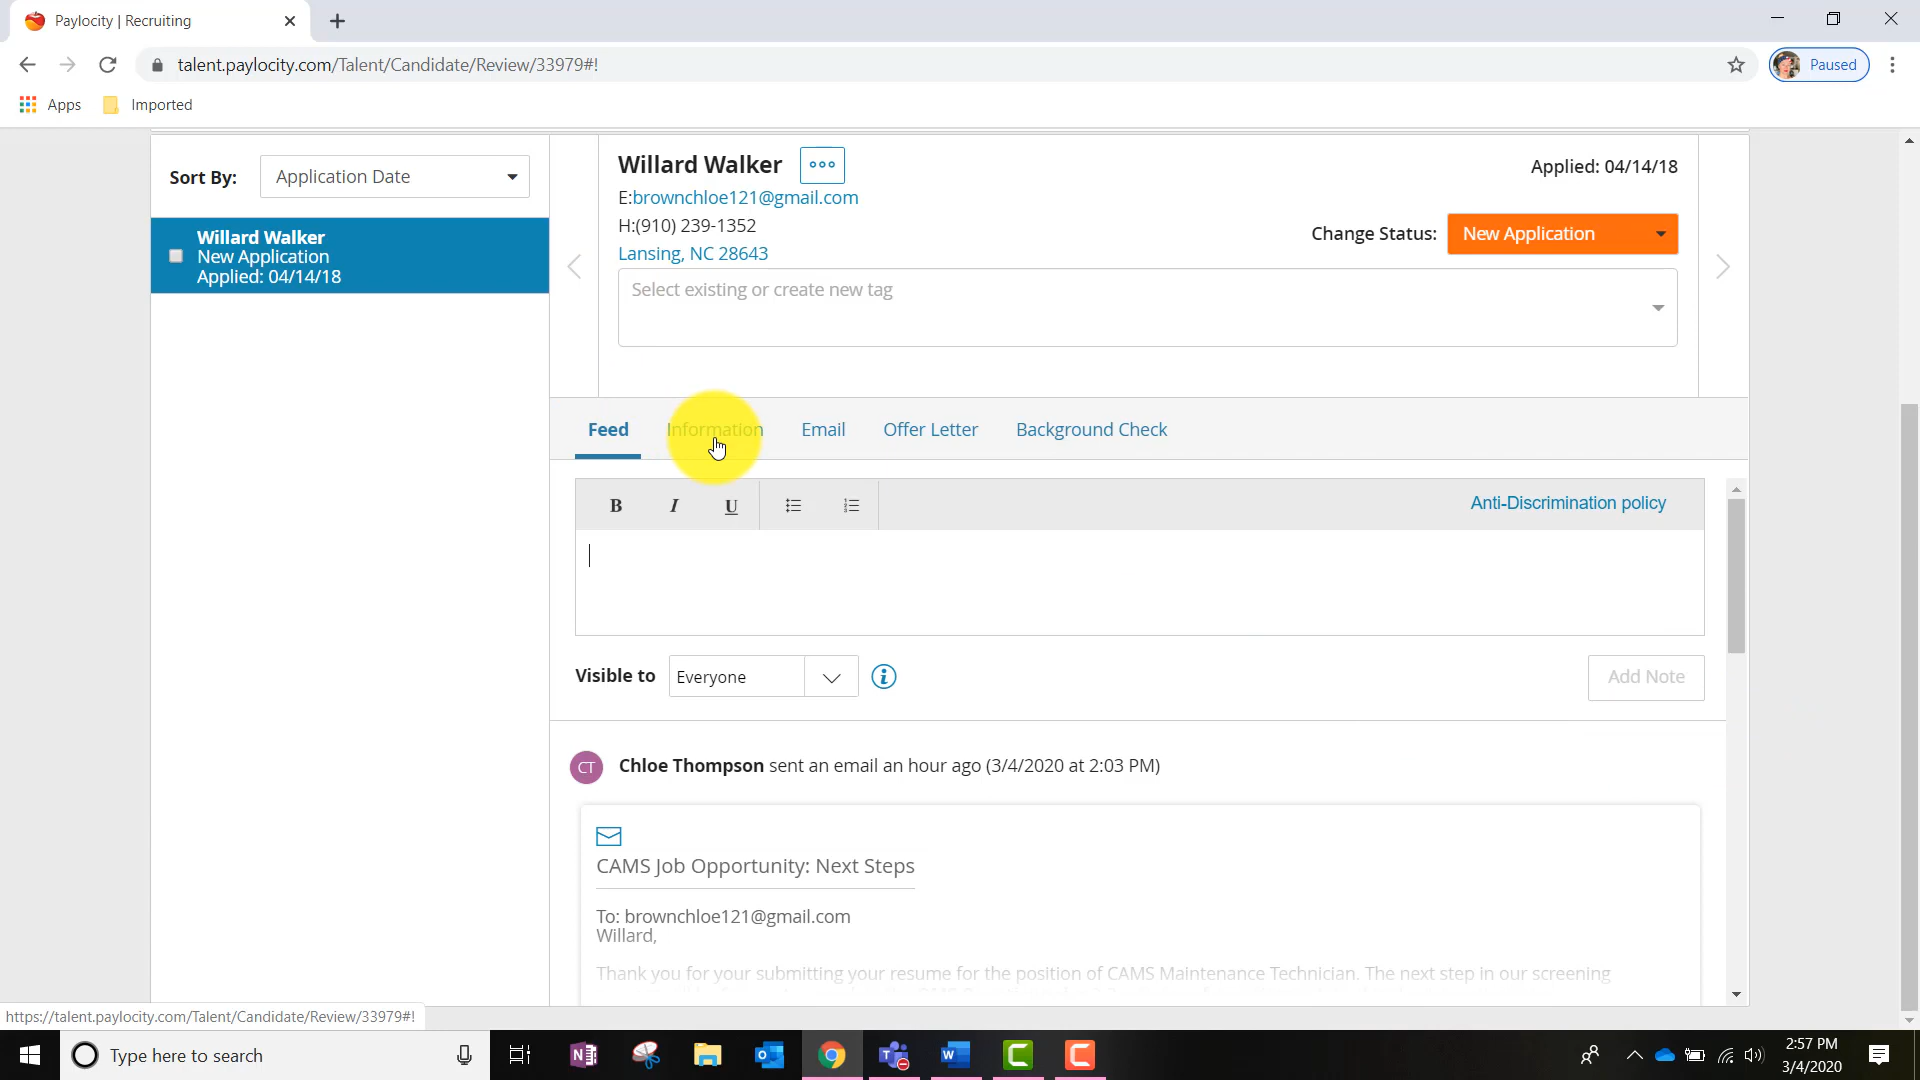 Paylocity | Recruiting
talent.paylocity.com/Talent/Candidate/Review/33979#!
Paused
Apps
Imported
Sort By:
Application Date
Willard Walker
New Application
Applied: 04/14/18
Willard Walker
Applied: 04/14/18
E:brownchloe121@gmail.com
H:(910) 239-1352
Change Status:
New Application
Lansing, NC 28643
Select existing or create new tag
Feed
Information
Email
Offer Letter
Background Check
B
I
U
Anti-Discrimination policy
Visible to
Everyone
i
Add Note
CT
Chloe Thompson sent an email an hour ago (3/4/2020 at 2:03 PM)
CAMS Job Opportunity: Next Steps
To: brownchloe121@gmail.com
Willard,
Thank you for your submitting your resume for the position of CAMS Maintenance Technician. The next step in our screening
https://talent.paylocity.com/Talent/Candidate/Review/33979#!
Type here to search
2:57 PM
3/4/2020